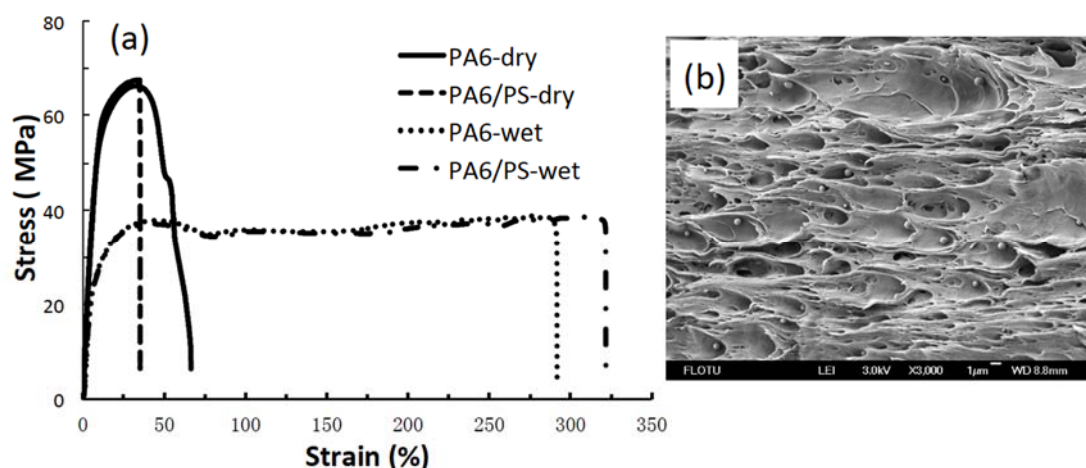 (a)
Stress ( MPa)
80
60
40
20
0
PA6-dry
PA6/PS-dry
PA6-wet
PA6/PS-wet
0 50 100 150 200 250 300 350
Strain (%)
(b)
FLOTU LEI 3.0kV X3,000 1μm WD 8.8mm